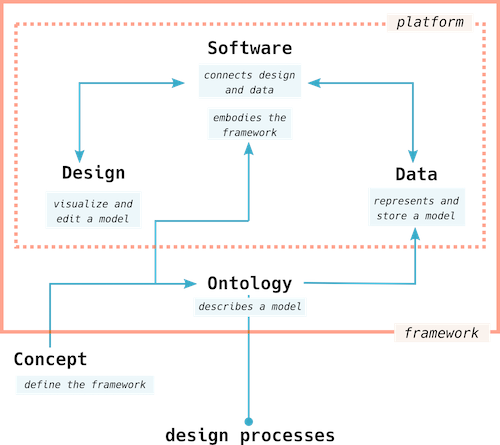 platform
Software
connects design
and data
embodies the
framework
Design
visualize and
edit a model
Data
represents and
store a model
Ontology
describes a model
framework
Concept
define the framework
design processes